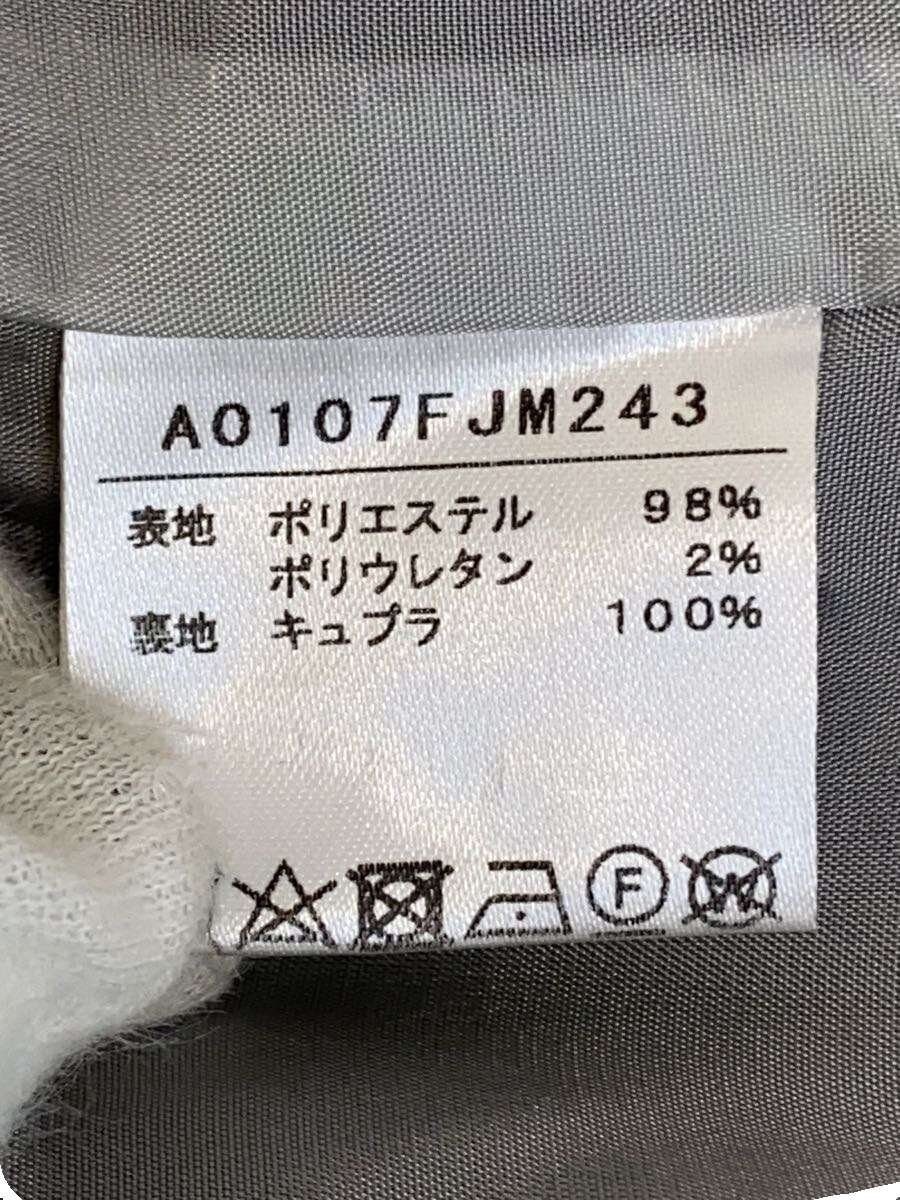 A0107FJM243
表地 ポリエステル 98%
ポリウレタン 2%
裏地 キュプラ 100%
F W